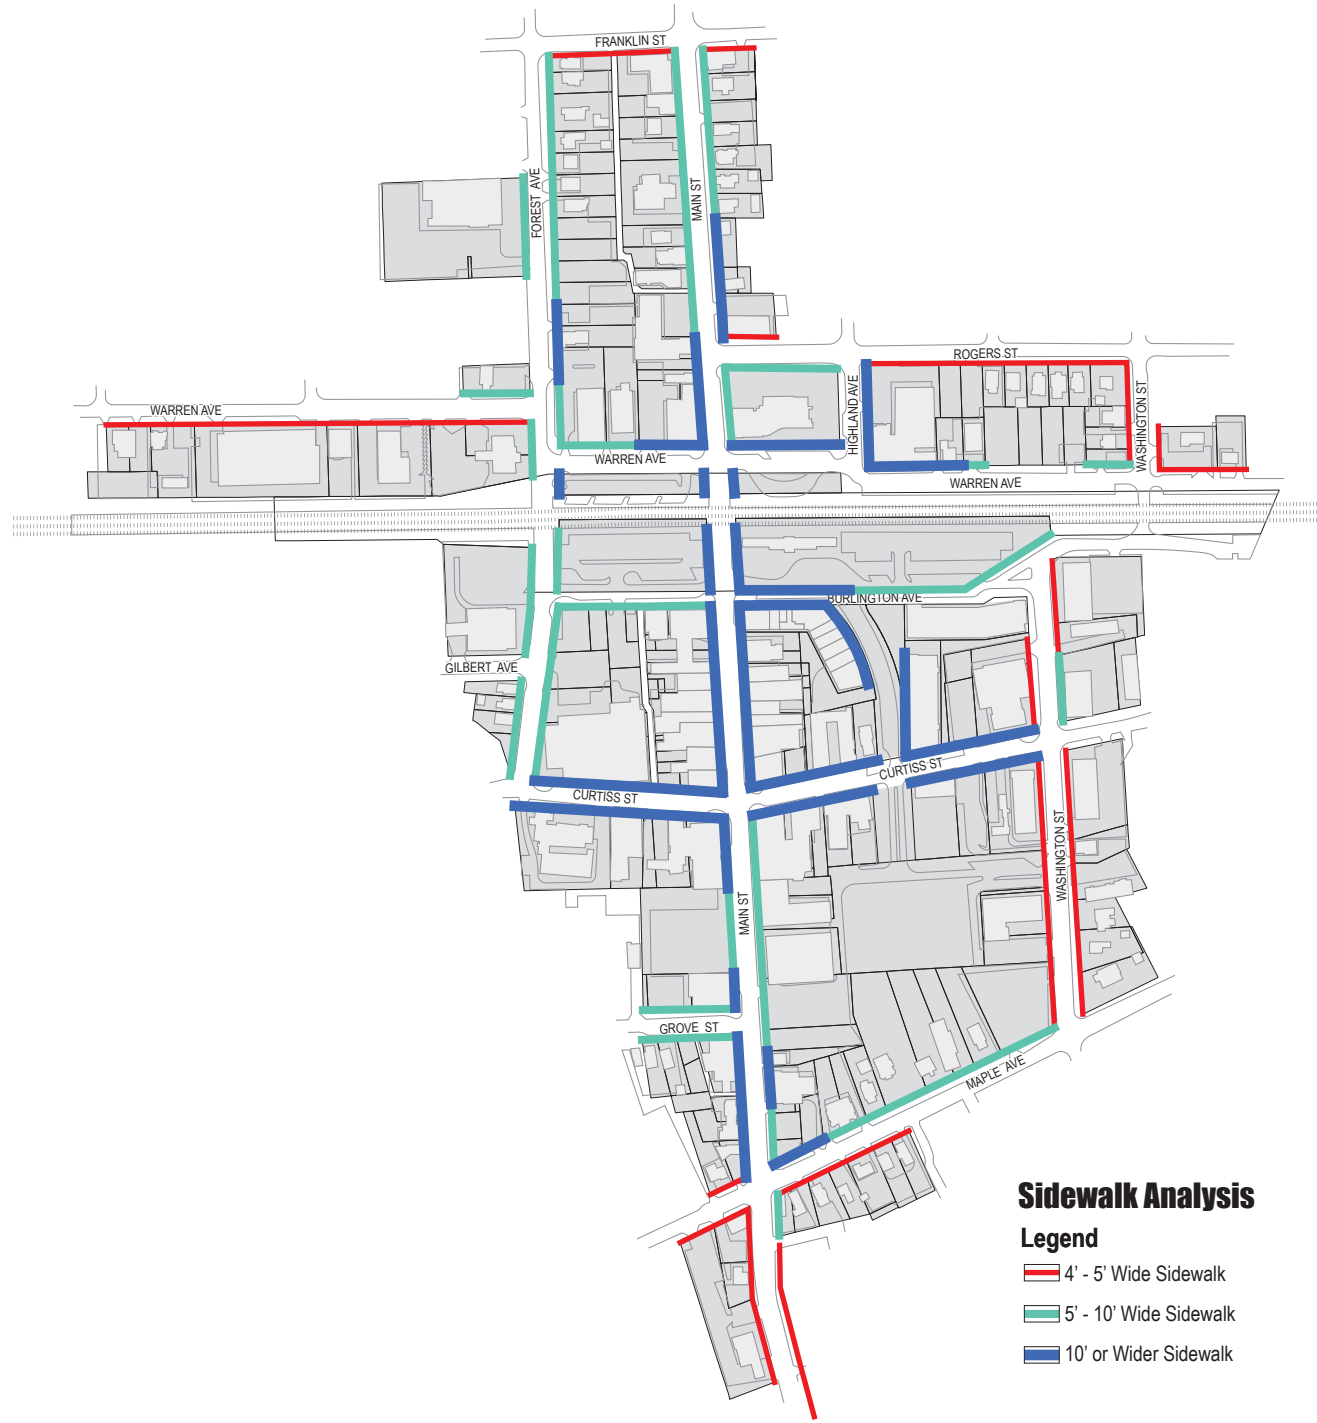 FRANKLIN ST
FOREST AVE
MAIN ST
ROGERS ST
HIGHLAND AVE
WASHINGTON ST
WARREN AVE
WARREN AVE
WARREN AVE
BURLINGTON AVE
GILBERT AVE
CURTISS ST
CURTISS ST
WASHINGTON ST
MAIN ST
GROVE ST
MAPLE AVE
Sidewalk Analysis
Legend
4' - 5' Wide Sidewalk
5' - 10' Wide Sidewalk
10' or Wider Sidewalk